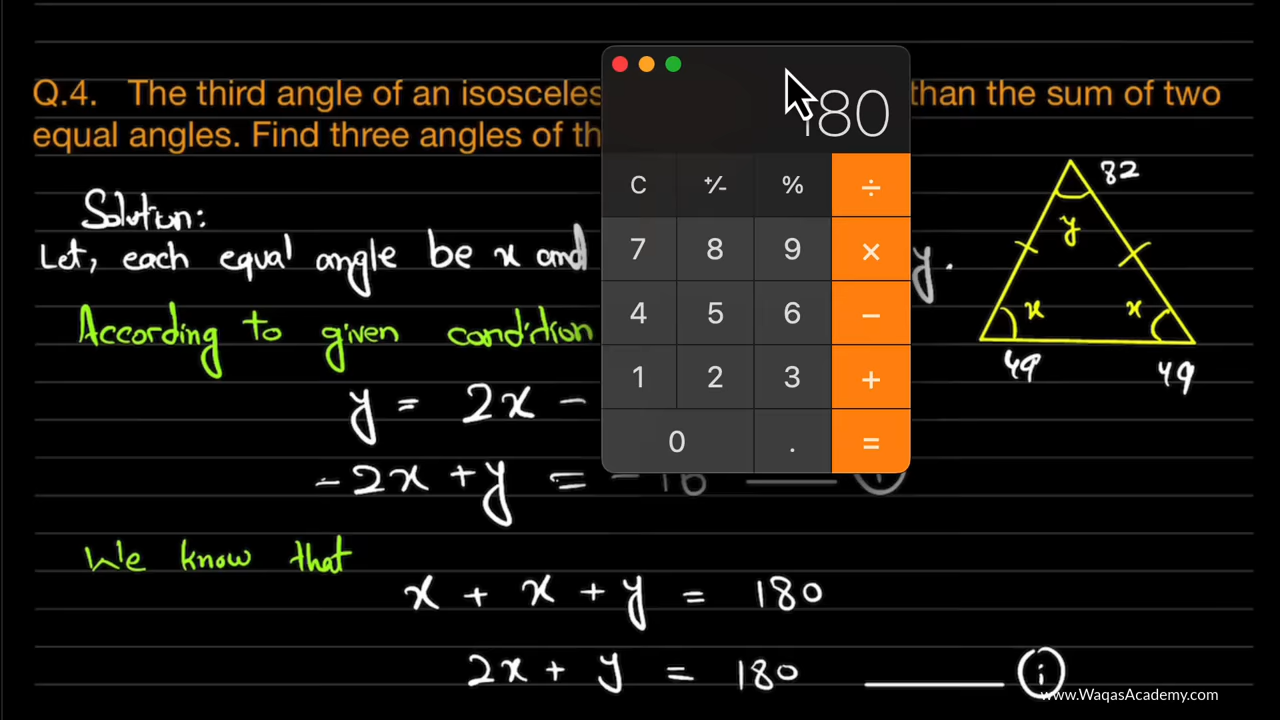 Q.4. The third angle of an isosceles than the sum of two
equal angles. Find three angles of th
Solution:
Let, each equal angle be x and y.
According to given condition
y = 2x -
-2x + y = - 16
We know that
x + x + y = 180
2x + y = 180 i
180
C +/- % ÷
7 8 9 ×
4 5 6 −
1 2 3 +
0 . =
82
y
x x
49 49
www.WaqasAcademy.com